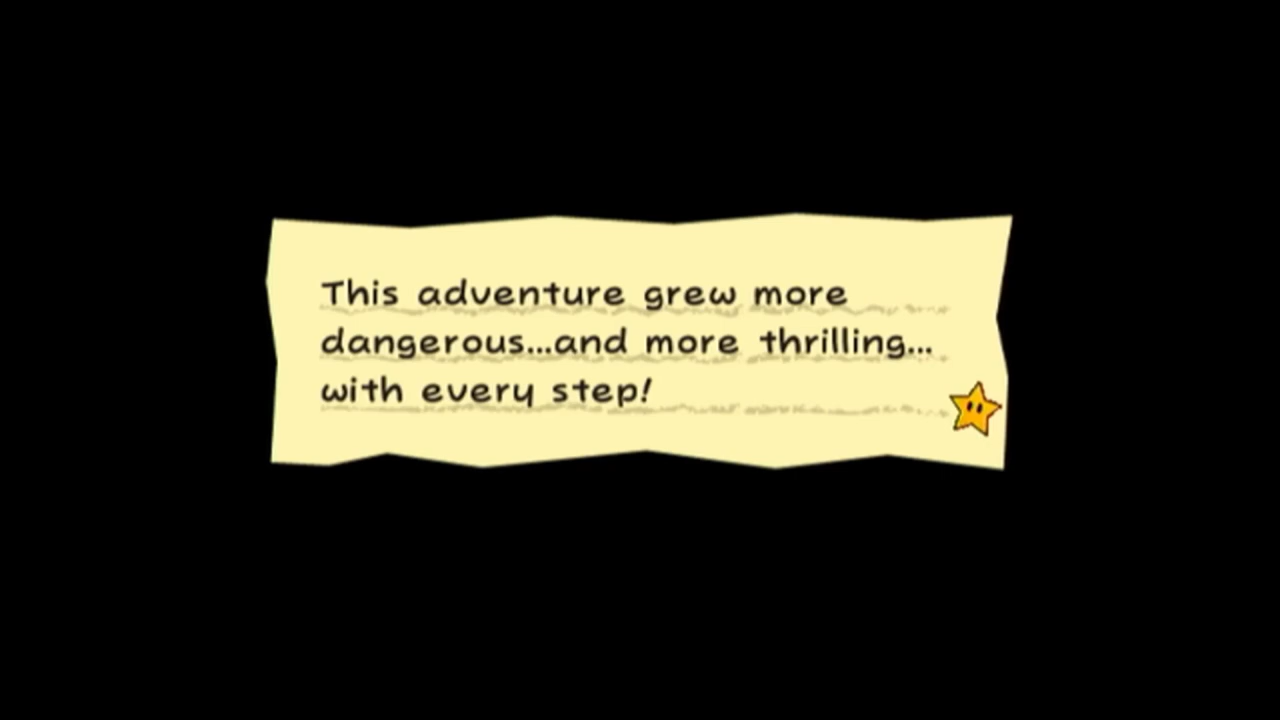 This adventure grew more
dangerous...and more thrilling...
with every step!